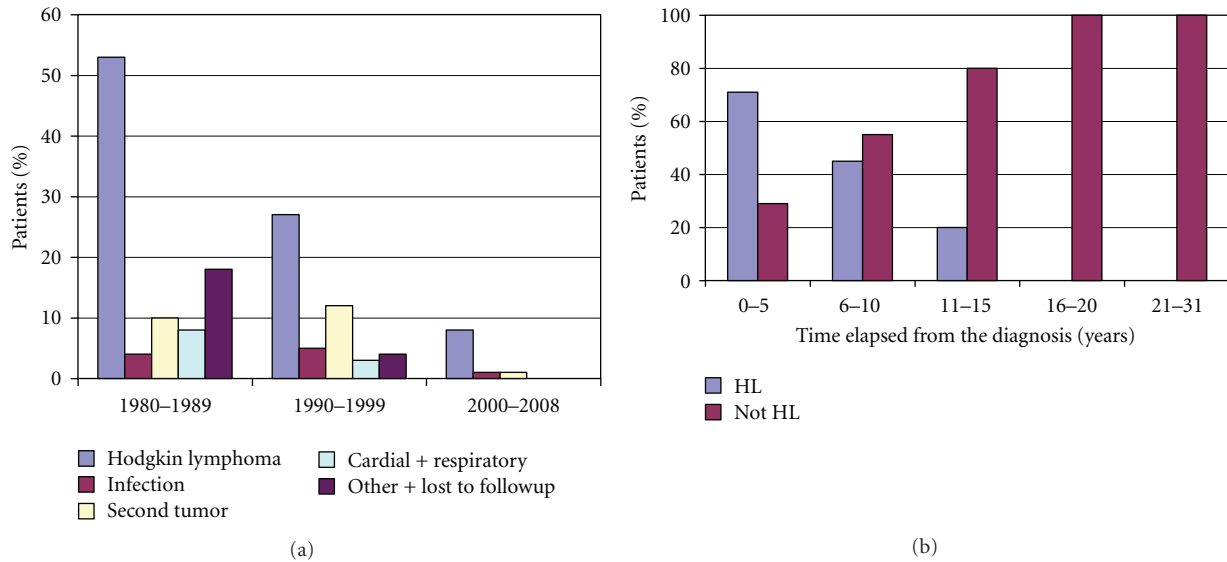 60
50
40
30
20
10
0
Patients (%)
1980–1989 1990–1999 2000–2008
Hodgkin lymphoma
Infection
Second tumor
Cardial + respiratory
Other + lost to followup
(a)
100
80
60
40
20
0
Patients (%)
0–5 6–10 11–15 16–20 21–31
Time elapsed from the diagnosis (years)
HL
Not HL
(b)